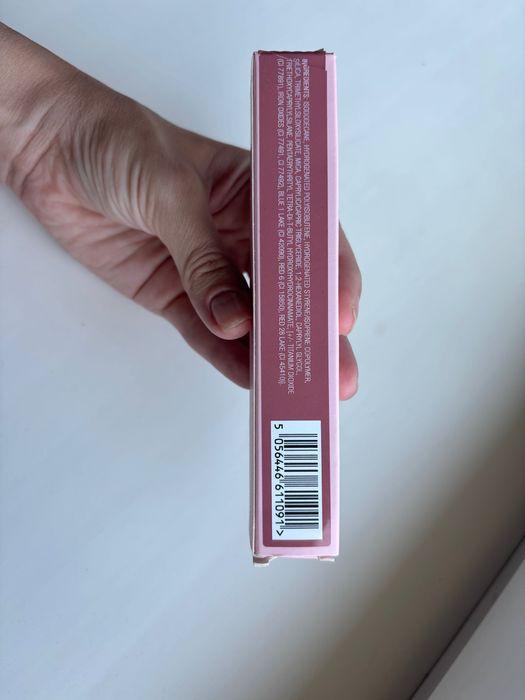 INGREDIENTS: ISODODECANE, HYDROGENATED POLYISOBUTENE, HYDROGENATED STYRENE/ISOPRENE COPOLYMER,
SILICA, TRIMETHYLSILOXYSILICATE, MICA, CAPRYLIC/CAPRIC TRIGLYCERIDE, 1,2-HEXANEDIOL, CAPRYLYL GLYCOL,
TRIETHOXYCAPRYLYLSILANE, PENTAERYTHRITYL TETRA-DI-T-BUTYL HYDROXYHYDROCINNAMATE, [+/- TITANIUM DIOXIDE
(CI 77891), IRON OXIDES (CI 77491, CI 77492), BLUE 1 LAKE (CI 42090), RED 6 (CI 15850), RED 28 LAKE (CI 45410)].
5 056446 611091 >